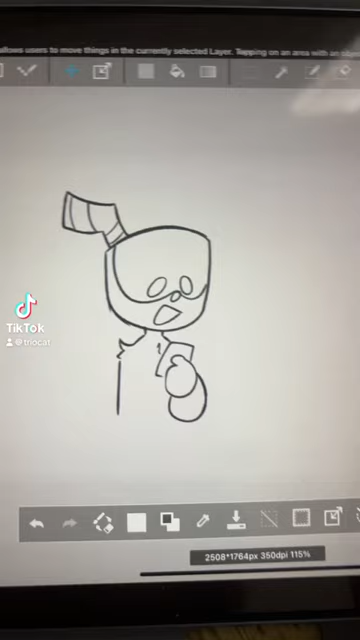 allows users to move things in the currently selected Layer. Tapping on an area with an
TikTok
@triocat
2508*1764px 350dpi 115%